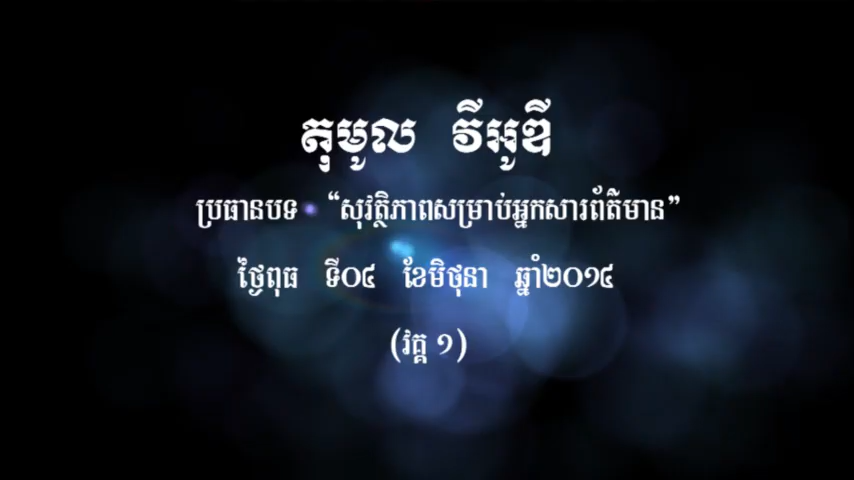 តុមូល វីអូឌី
ប្រធានបទ ៖ “សុវត្ថិភាពសម្រាប់អ្នកសារព័ត៌មាន”
ថ្ងៃពុធ ទី០៤ ខែមិថុនា ឆ្នាំ២០១៤
(វគ្គ ១)